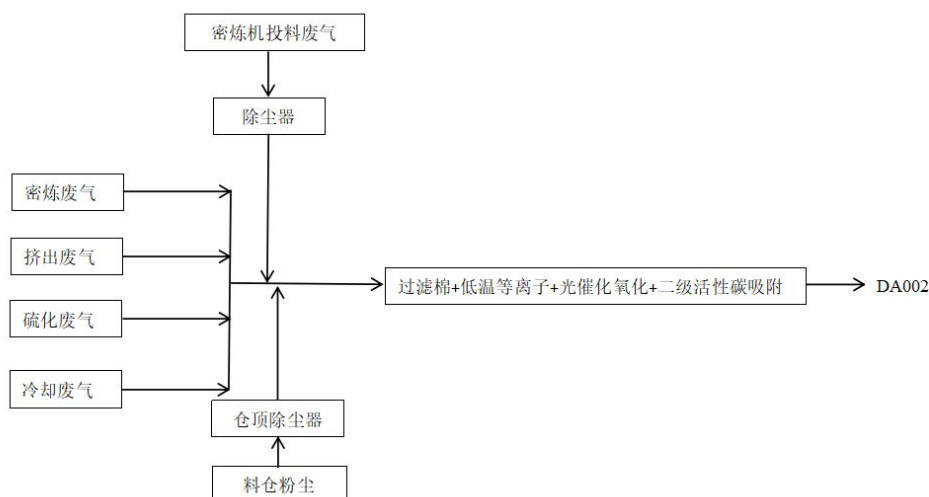 密炼机投料废气
除尘器
密炼废气
挤出废气
硫化废气
冷却废气
过滤棉+低温等离子+光催化氧化+二级活性碳吸附
DA002
仓顶除尘器
料仓粉尘